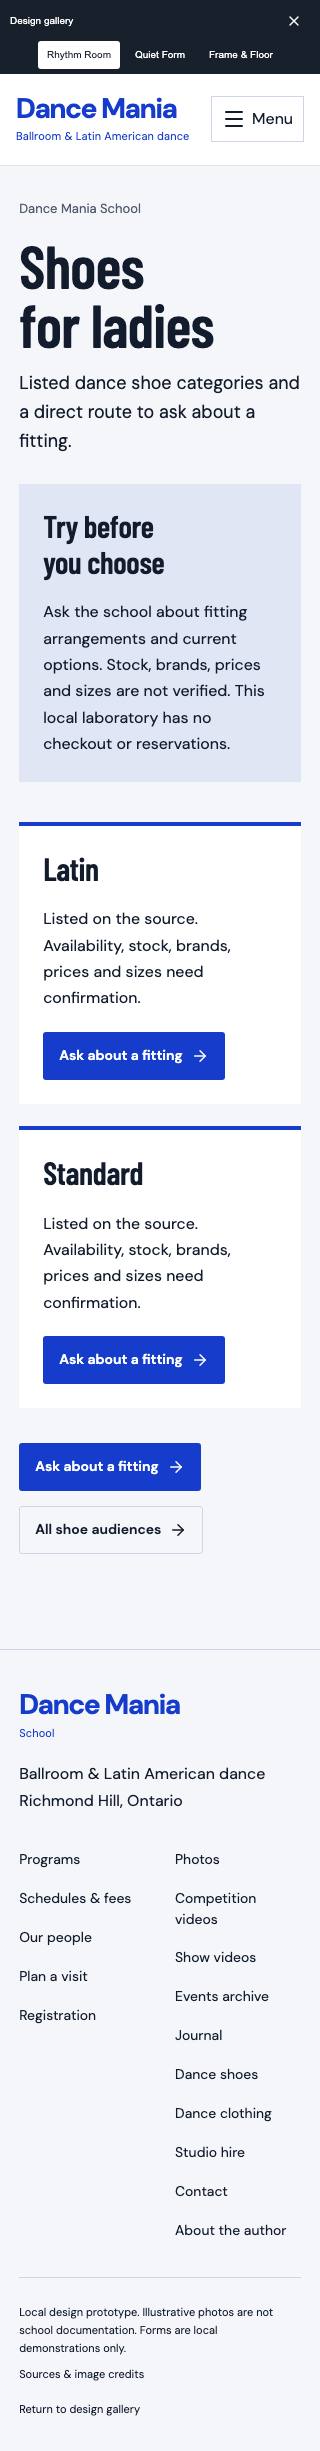 Design gallery
Rhythm Room
Quiet Form
Frame & Floor
Dance Mania
Ballroom & Latin American dance
Menu
Dance Mania School
Shoes
for ladies
Listed dance shoe categories and
a direct route to ask about a
fitting.
Try before
you choose
Ask the school about fitting
arrangements and current
options. Stock, brands, prices
and sizes are not verified. This
local laboratory has no
checkout or reservations.
Latin
Listed on the source.
Availability, stock, brands,
prices and sizes need
confirmation.
Ask about a fitting
Standard
Listed on the source.
Availability, stock, brands,
prices and sizes need
confirmation.
Ask about a fitting
Ask about a fitting
All shoe audiences
Dance Mania
School
Ballroom & Latin American dance
Richmond Hill, Ontario
Programs
Schedules & fees
Our people
Plan a visit
Registration
Photos
Competition
videos
Show videos
Events archive
Journal
Dance shoes
Dance clothing
Studio hire
Contact
About the author
Local design prototype. Illustrative photos are not
school documentation. Forms are local
demonstrations only.
Sources & image credits
Return to design gallery